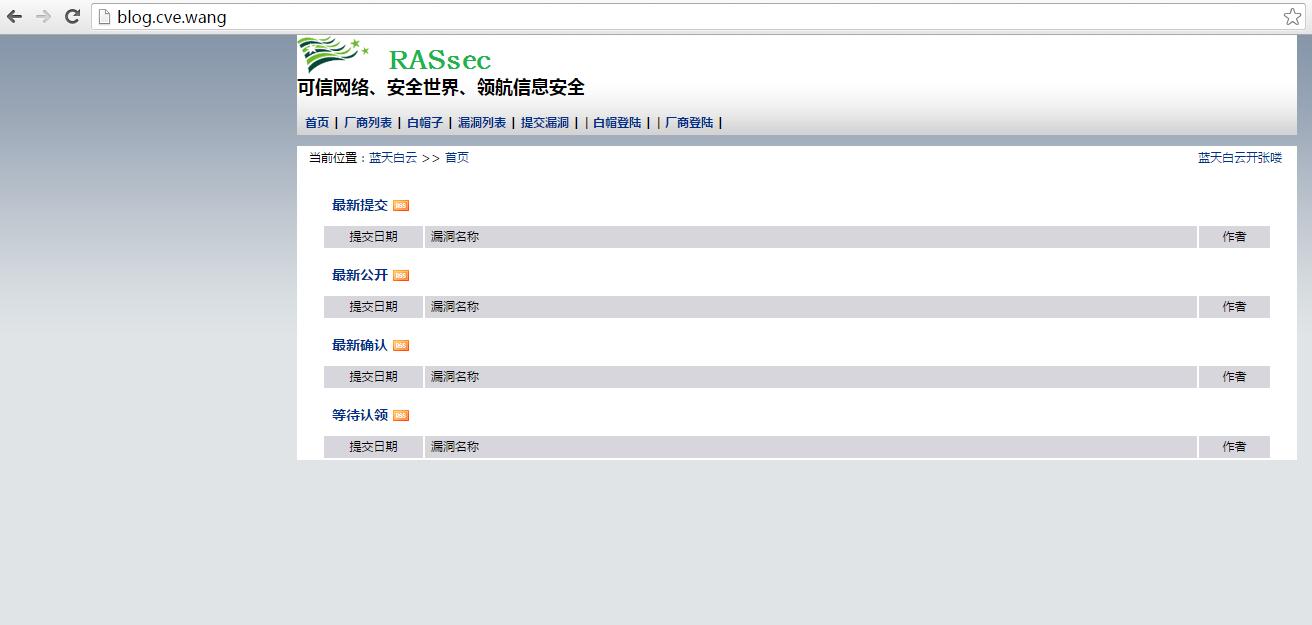 blog.cve.wang
RASsec
可信网络、安全世界、领航信息安全
首页 | 厂商列表 | 白帽子 | 漏洞列表 | 提交漏洞 | | 白帽登陆 | | 厂商登陆 |
当前位置：蓝天白云 >> 首页 蓝天白云开张喽
最新提交 RSS
提交日期 漏洞名称 作者
最新公开 RSS
提交日期 漏洞名称 作者
最新确认 RSS
提交日期 漏洞名称 作者
等待认领 RSS
提交日期 漏洞名称 作者